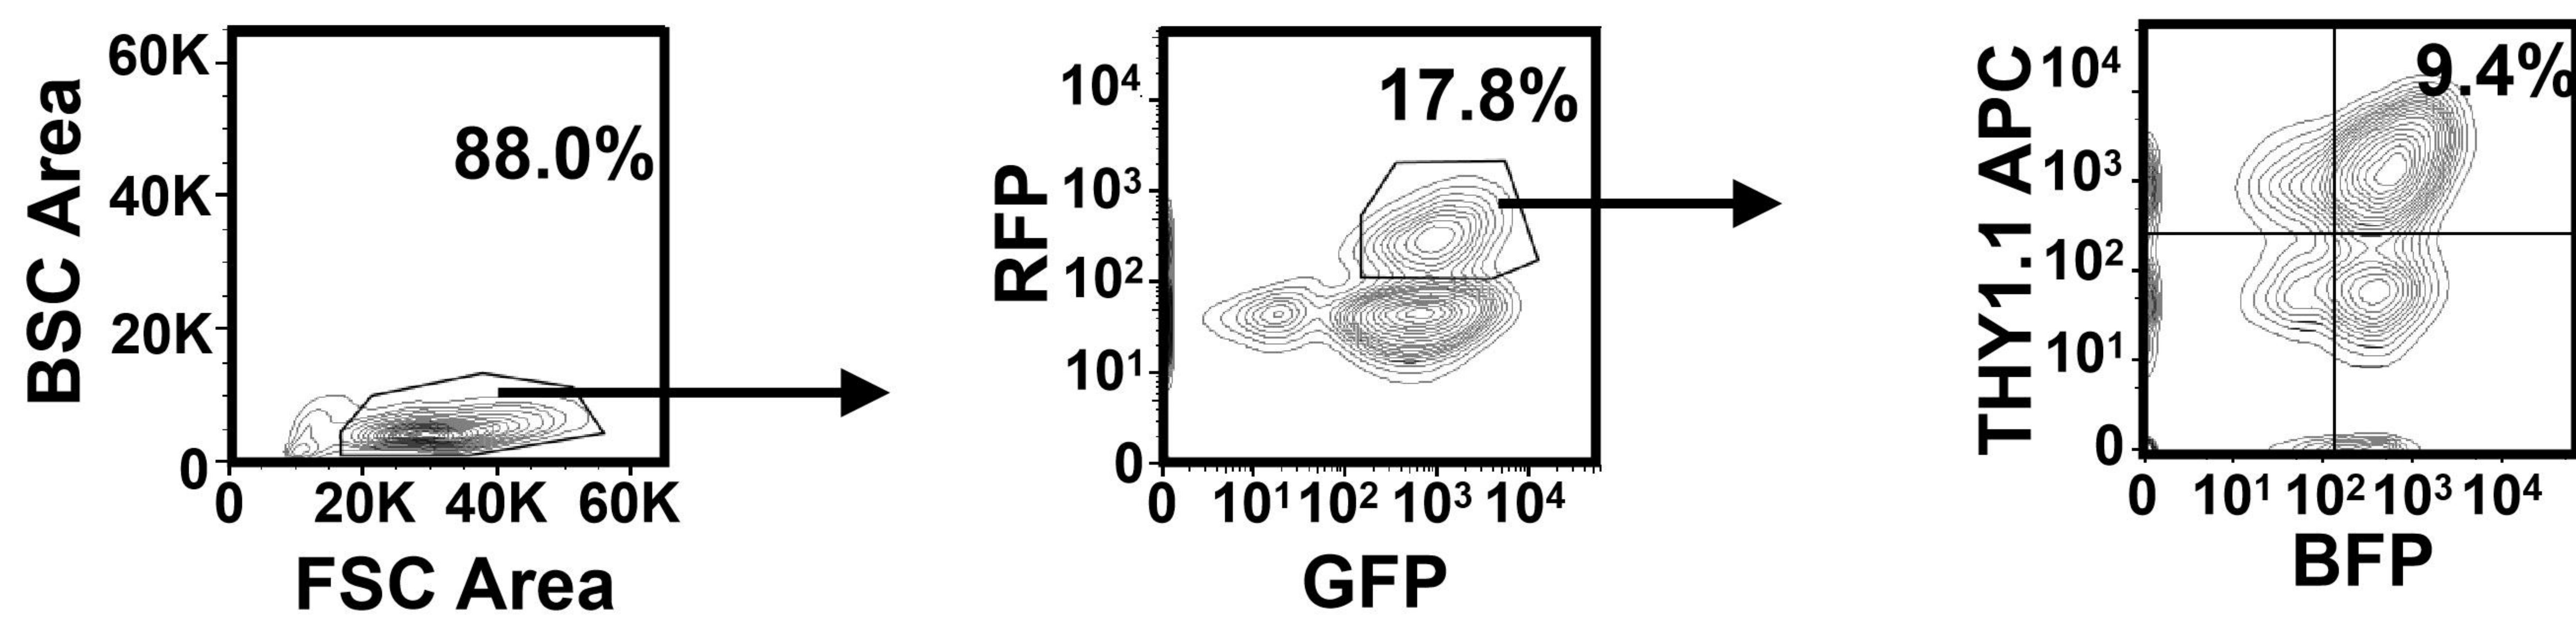 BSC Area
60K
40K
20K
0
88.0%
0 20K 40K 60K
FSC Area
RFP
10⁴
10³
10²
10¹
0
17.8%
0 10¹ 10² 10³ 10⁴
GFP
THY1.1 APC
10⁴
10³
10²
10¹
0
9.4%
0 10¹ 10² 10³ 10⁴
BFP